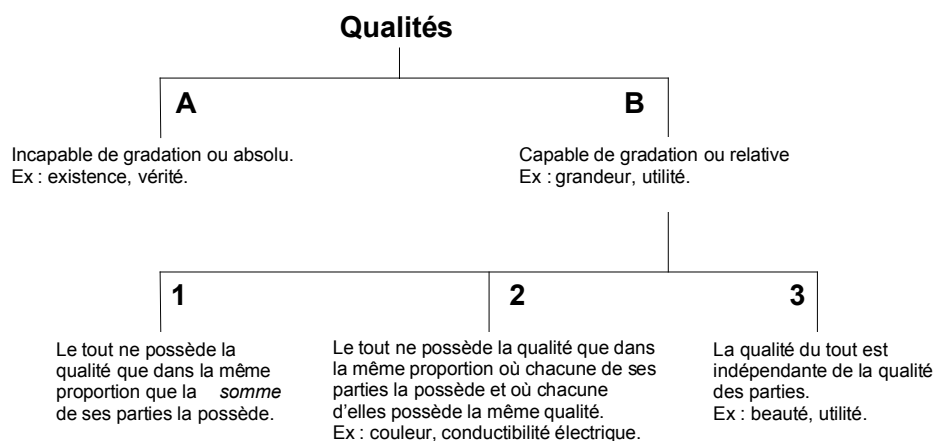 Qualités
A
B
Incapable de gradation ou absolu.
Ex : existence, vérité.
Capable de gradation ou relative
Ex : grandeur, utilité.
1
2
3
Le tout ne possède la
qualité que dans la même
proportion que la somme
de ses parties la possède.
Le tout ne possède la qualité que dans
la même proportion où chacune de ses
parties la possède et où chacune
d'elles possède la même qualité.
Ex : couleur, conductibilité électrique.
La qualité du tout est
indépendante de la qualité
des parties.
Ex : beauté, utilité.